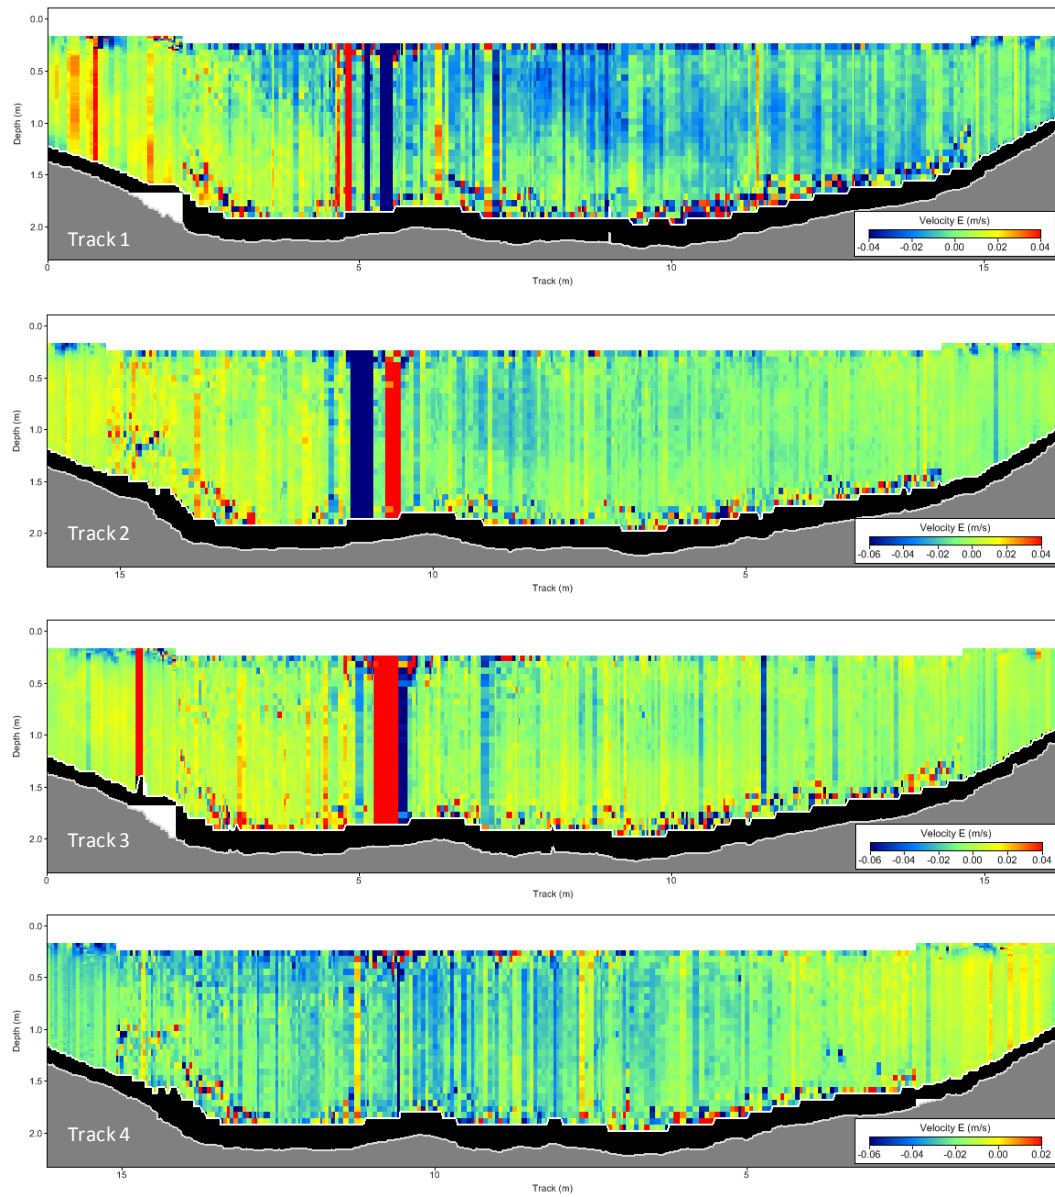 0.0
0.5
1.0
1.5
2.0
Depth (m)
Track 1
Velocity E (m/s)
-0.04 -0.02 0.00 0.02 0.04
0 5 10 15
Track (m)
0.0
0.5
1.0
1.5
2.0
Depth (m)
Track 2
Velocity E (m/s)
-0.06 -0.04 -0.02 0.00 0.02 0.04
15 10 5
Track (m)
0.0
0.5
1.0
1.5
2.0
Depth (m)
Track 3
Velocity E (m/s)
-0.06 -0.04 -0.02 0.00 0.02 0.04
0 5 10 15
Track (m)
0.0
0.5
1.0
1.5
2.0
Depth (m)
Track 4
Velocity E (m/s)
-0.06 -0.04 -0.02 0.00 0.02
15 10 5
Track (m)